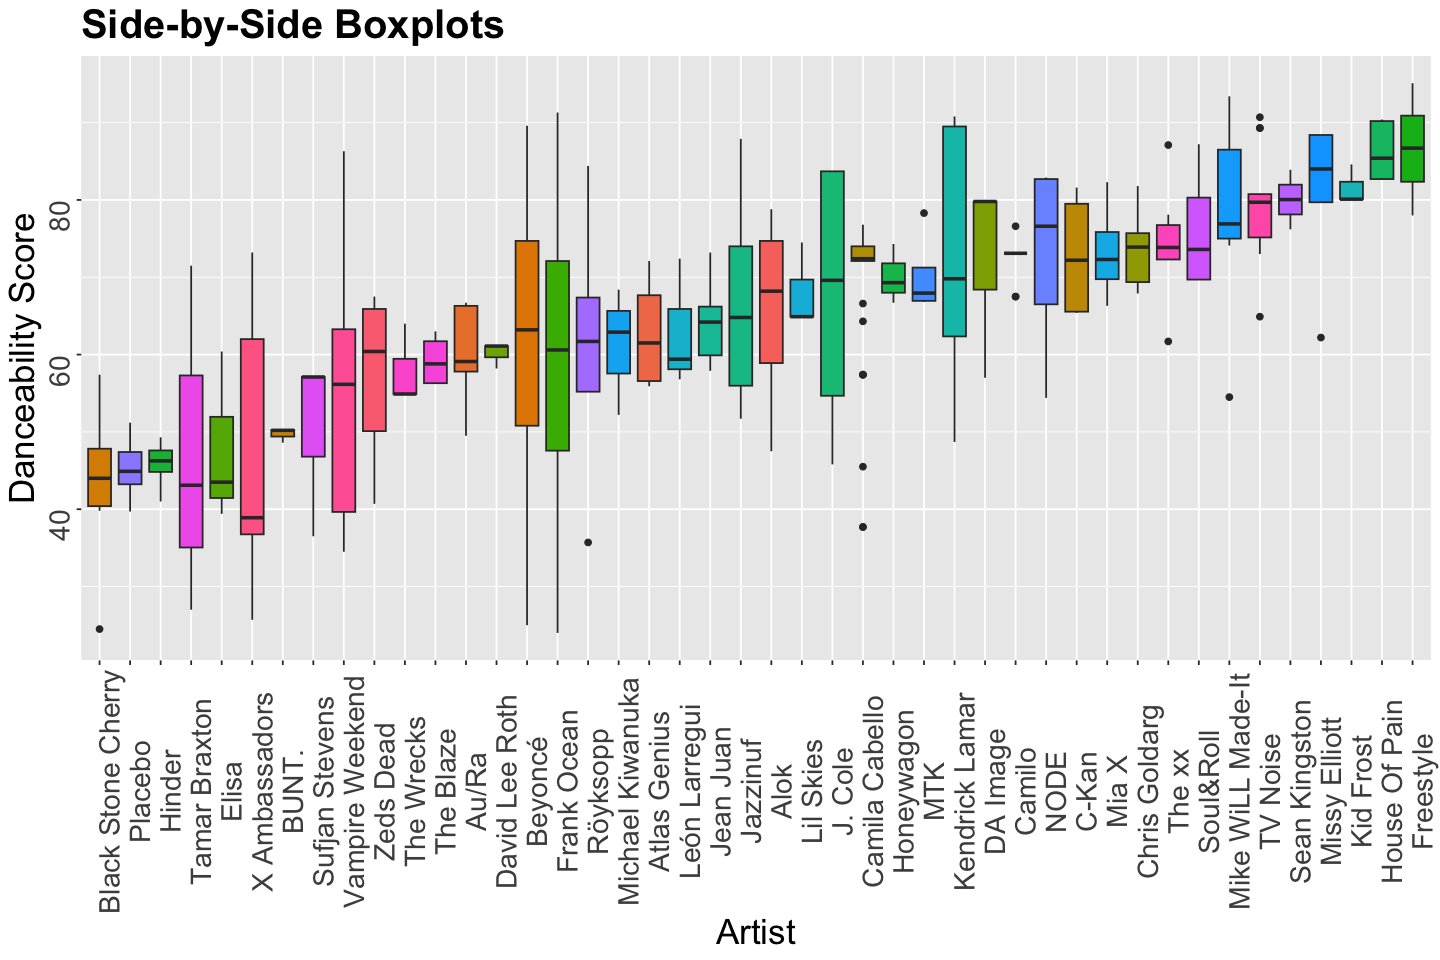 Side-by-Side Boxplots
Danceability Score
80
60
40
Black Stone Cherry
Placebo
Hinder
Tamar Braxton
Elisa
X Ambassadors
BUNT.
Sufjan Stevens
Vampire Weekend
Zeds Dead
The Wrecks
The Blaze
Au/Ra
David Lee Roth
Beyoncé
Frank Ocean
Röyksopp
Michael Kiwanuka
Atlas Genius
León Larregui
Jean Juan
Jazzinuf
Alok
Lil Skies
J. Cole
Camila Cabello
Honeywagon
MTK
Kendrick Lamar
DA Image
Camilo
NODE
C-Kan
Mia X
Chris Goldarg
The xx
Soul&Roll
Mike WiLL Made-It
TV Noise
Sean Kingston
Missy Elliott
Kid Frost
House Of Pain
Freestyle
Artist